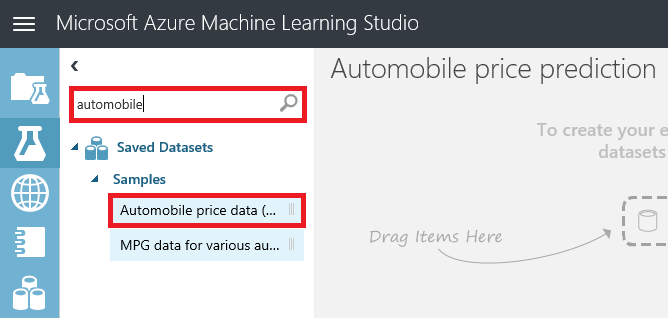 Microsoft Azure Machine Learning Studio
automobile
Saved Datasets
Samples
Automobile price data (...
MPG data for various au...
Automobile price prediction
To create your e
datasets
Drag Items Here